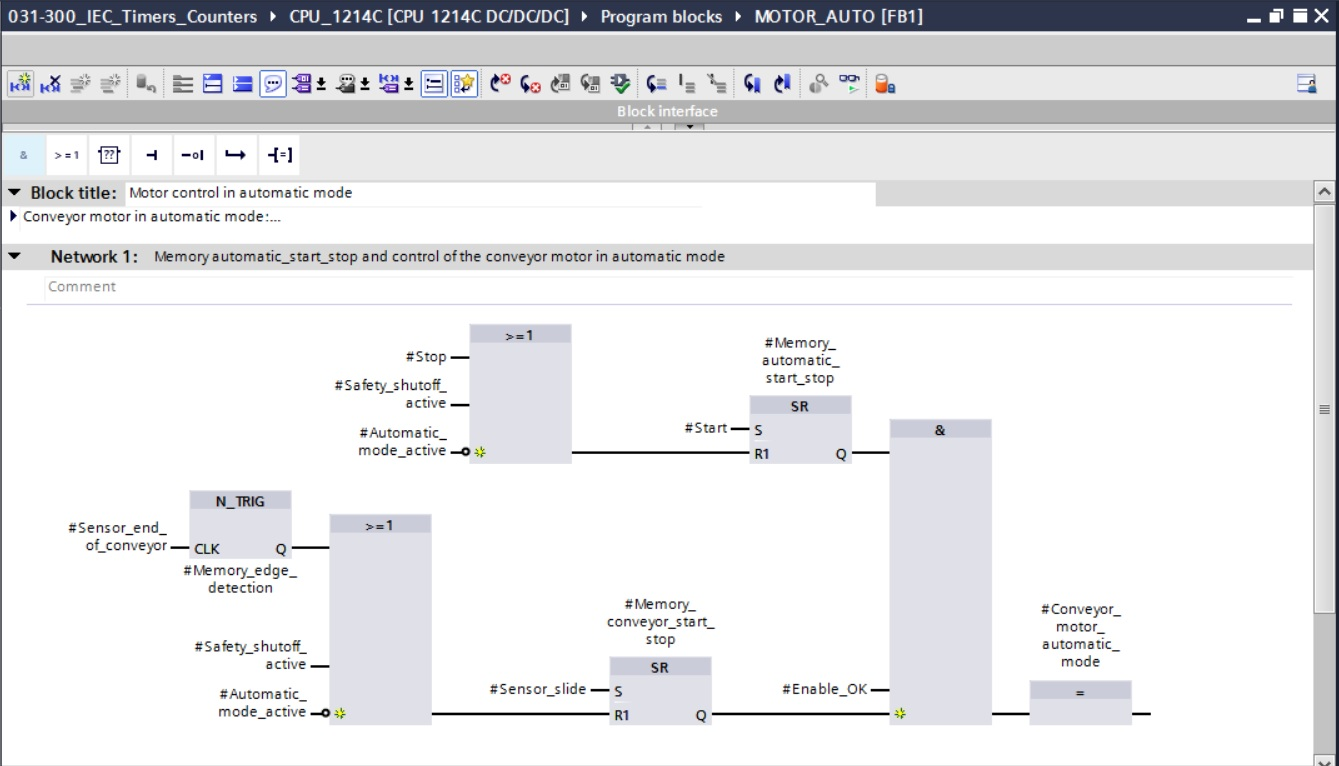 031-300_IEC_Timers_Counters ▸ CPU_1214C [CPU 1214C DC/DC/DC] ▸ Program blocks ▸ MOTOR_AUTO [FB1]
Block interface
& >=1 ??
Block title: Motor control in automatic mode
Conveyor motor in automatic mode:...
Network 1: Memory automatic_start_stop and control of the conveyor motor in automatic mode
Comment
>=1
#Stop
#Safety_shutoff_
active
#Automatic_
mode_active
#Memory_
automatic_
start_stop
SR
#Start S
R1 Q
&
N_TRIG
#Sensor_end_
of_conveyor
CLK Q
#Memory_edge_
detection
>=1
#Safety_shutoff_
active
#Automatic_
mode_active
#Memory_
conveyor_start_
stop
SR
#Sensor_slide S
R1 Q
#Enable_OK
#Conveyor_
motor_
automatic_
mode
=